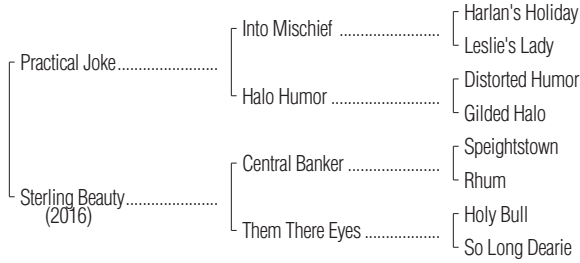 Harlan's Holiday
Into Mischief ........................
Leslie's Lady
Practical Joke........................
Distorted Humor
Halo Humor ..........................
Gilded Halo
Speightstown
Central Banker ......................
Rhum
Sterling Beauty......................
(2016)
Holy Bull
Them There Eyes ..................
So Long Dearie